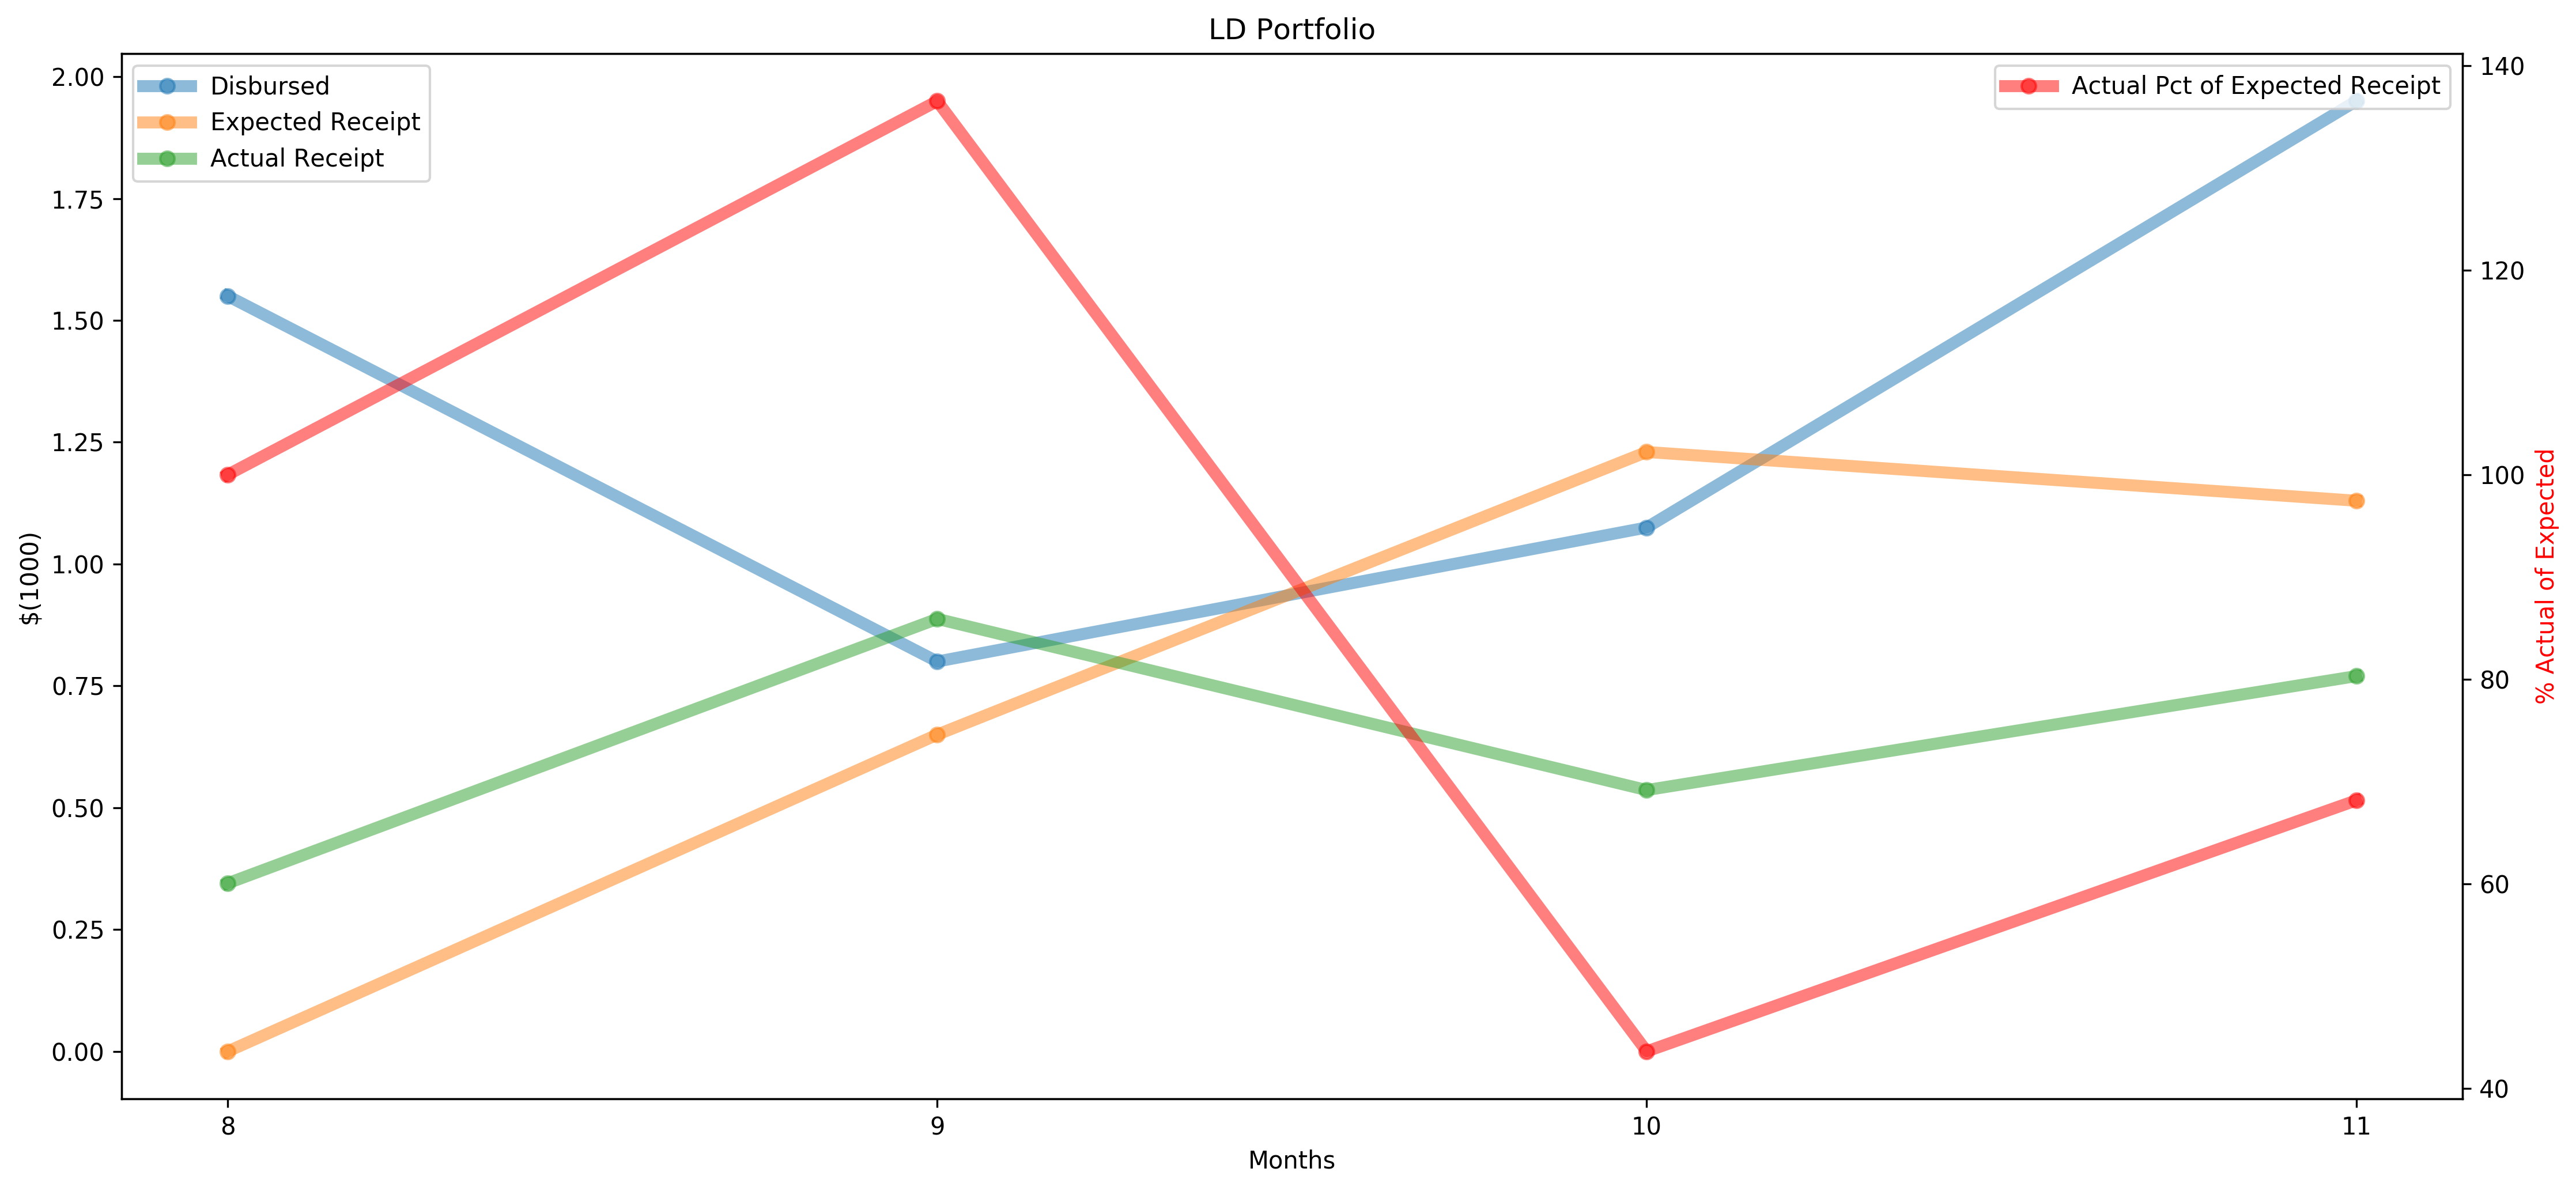 LD Portfolio
Disbursed
Expected Receipt
Actual Receipt
Actual Pct of Expected Receipt
2.00
1.75
1.50
1.25
1.00
0.75
0.50
0.25
0.00
$(1000)
140
120
100
80
60
40
% Actual of Expected
8 9 10 11
Months